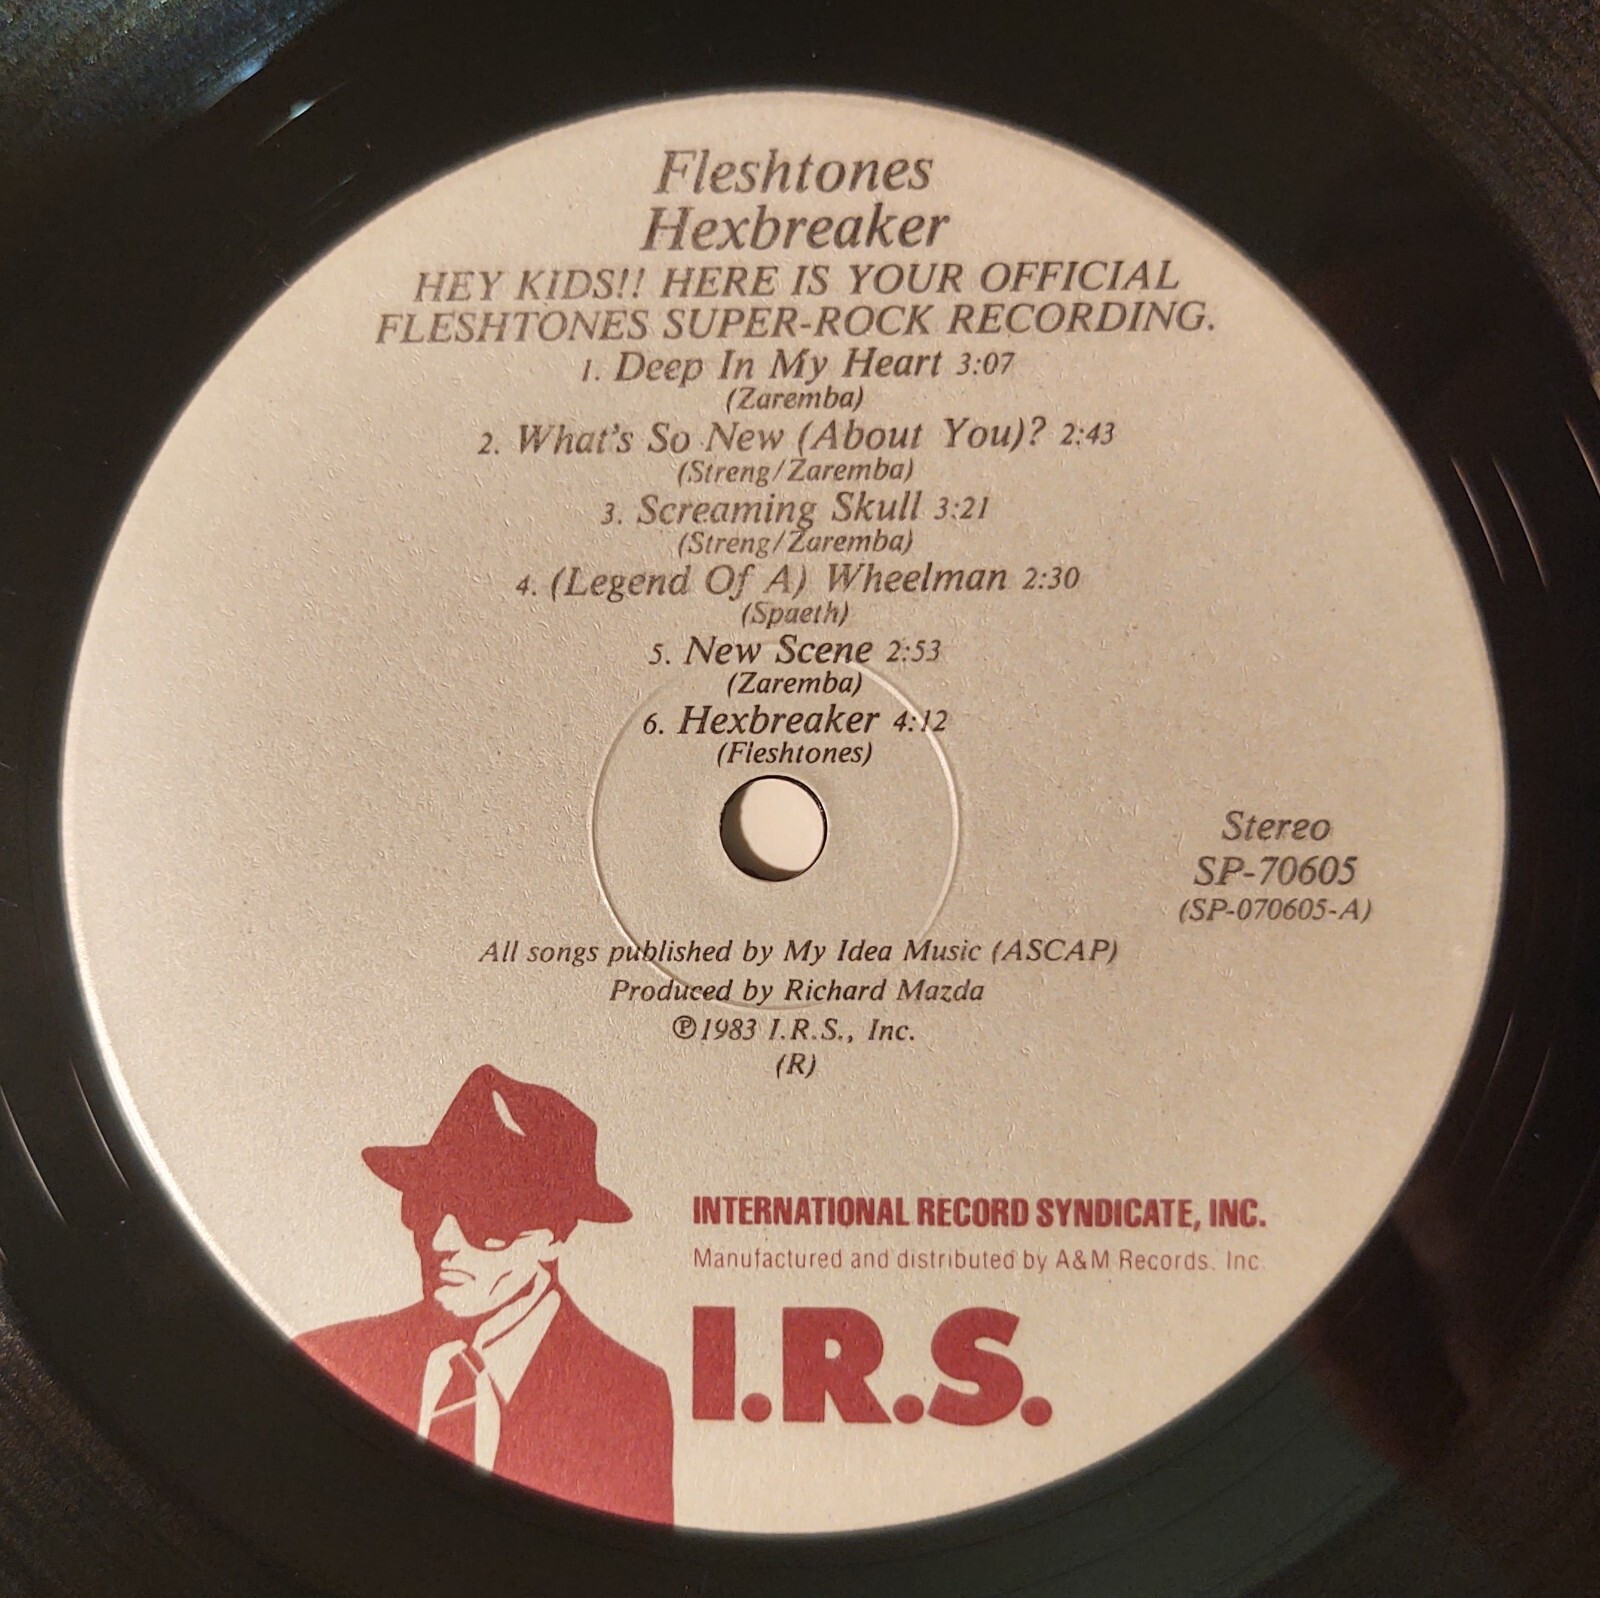 Fleshtones
Hexbreaker
HEY KIDS!! HERE IS YOUR OFFICIAL
FLESHTONES SUPER-ROCK RECORDING.
1. Deep In My Heart 3:07
(Zaremba)
2. What's So New (About You)? 2:43
(Streng/Zaremba)
3. Screaming Skull 3:21
(Streng/Zaremba)
4. (Legend Of A) Wheelman 2:30
(Spaeth)
5. New Scene 2:53
(Zaremba)
6. Hexbreaker 4:12
(Fleshtones)
Stereo
SP-70605
(SP-070605-A)
All songs published by My Idea Music (ASCAP)
Produced by Richard Mazda
℗1983 I.R.S., Inc.
(R)
INTERNATIONAL RECORD SYNDICATE, INC.
Manufactured and distributed by A&M Records. Inc.
I.R.S.